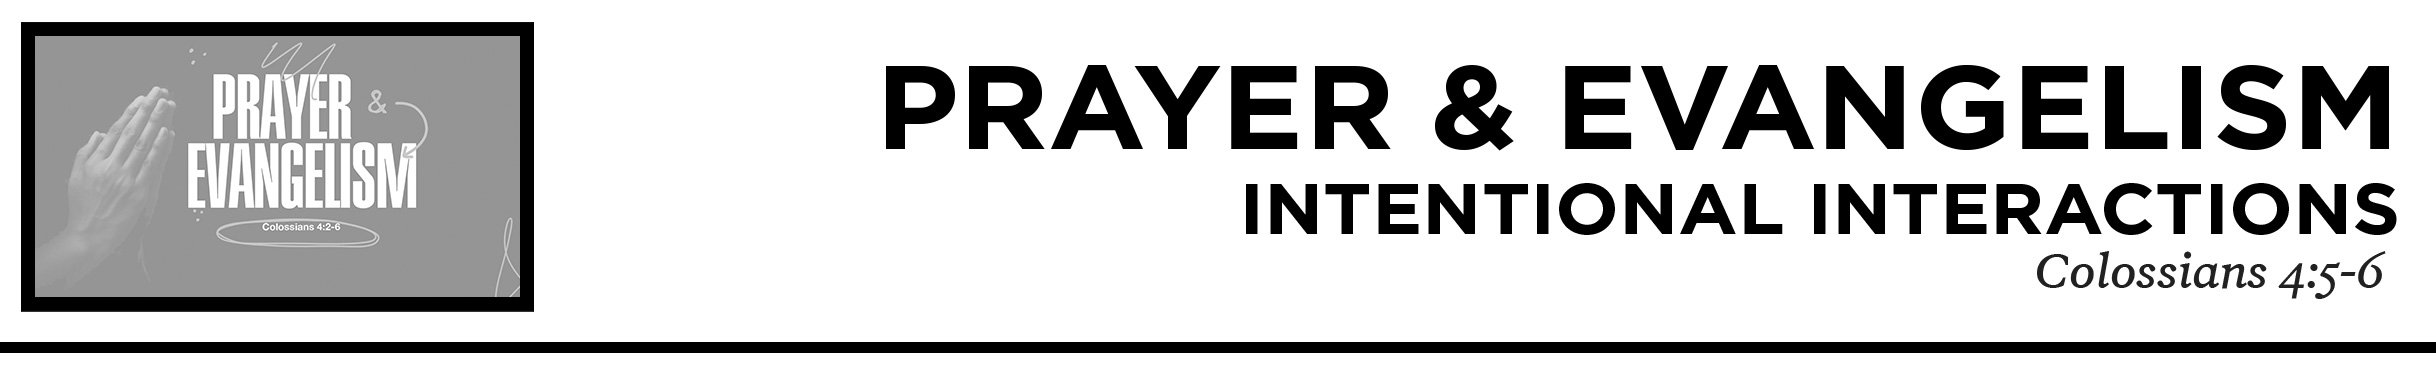 PRAYER &
EVANGELISM
Colossians 4:2-6
PRAYER & EVANGELISM
INTENTIONAL INTERACTIONS
Colossians 4:5-6